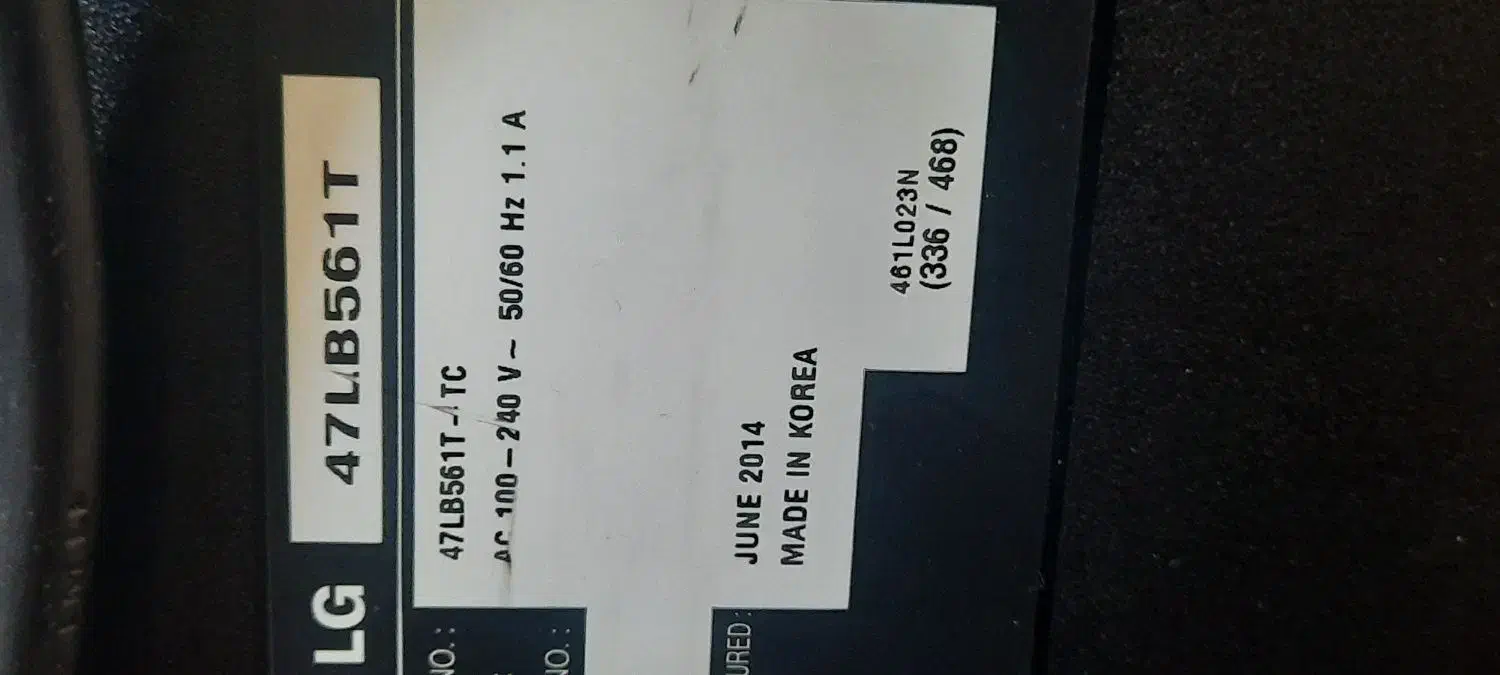 LG 47LB561T
NO.: 47LB561T-TC
AC 100-240 V~ 50/60 Hz 1.1 A
NO.:
URED: JUNE 2014
MADE IN KOREA
461L023N
(336 / 468)